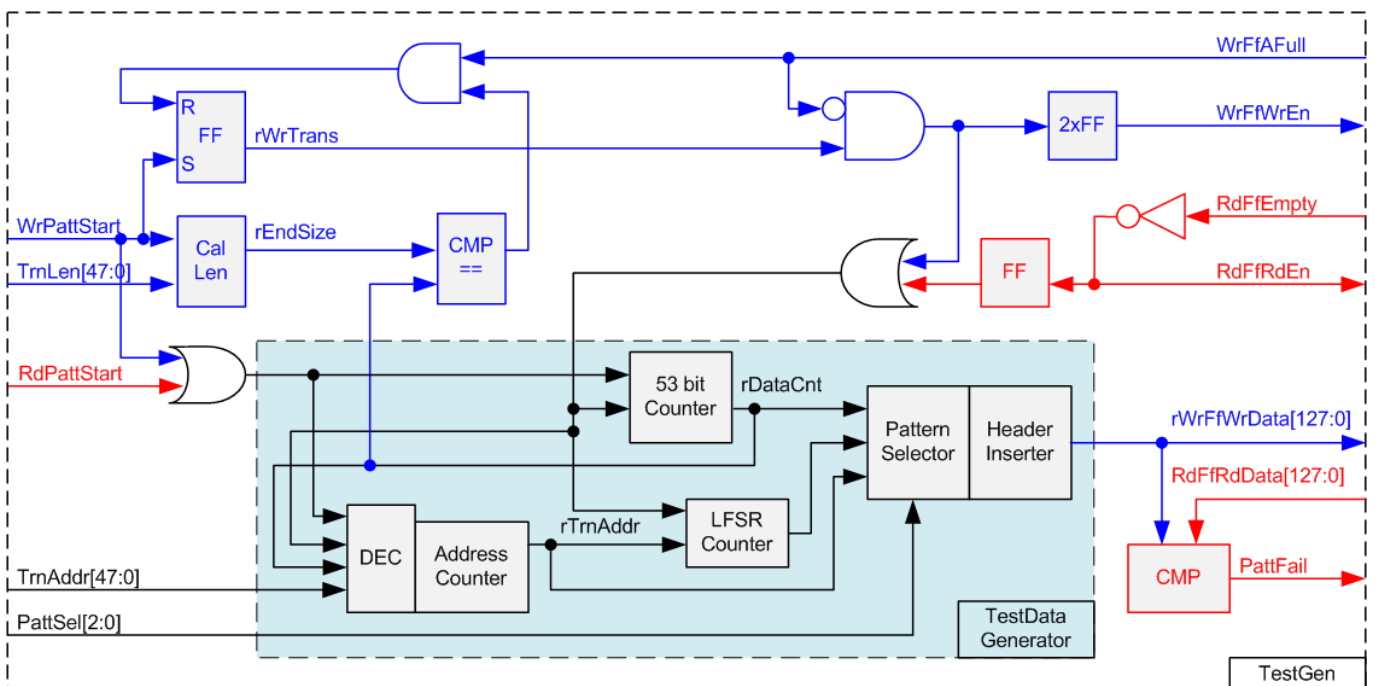 WrFfAFull
R
FF
S
rWrTrans
2xFF
WrFfWrEn
WrPattStart
TrnLen[47:0]
Cal
Len
rEndSize
CMP
==
RdFfEmpty
FF
RdFfRdEn
RdPattStart
53 bit
Counter
rDataCnt
Pattern
Selector
Header
Inserter
rWrFfWrData[127:0]
RdFfRdData[127:0]
DEC
Address
Counter
rTrnAddr
LFSR
Counter
CMP
PattFail
TrnAddr[47:0]
PattSel[2:0]
TestData
Generator
TestGen